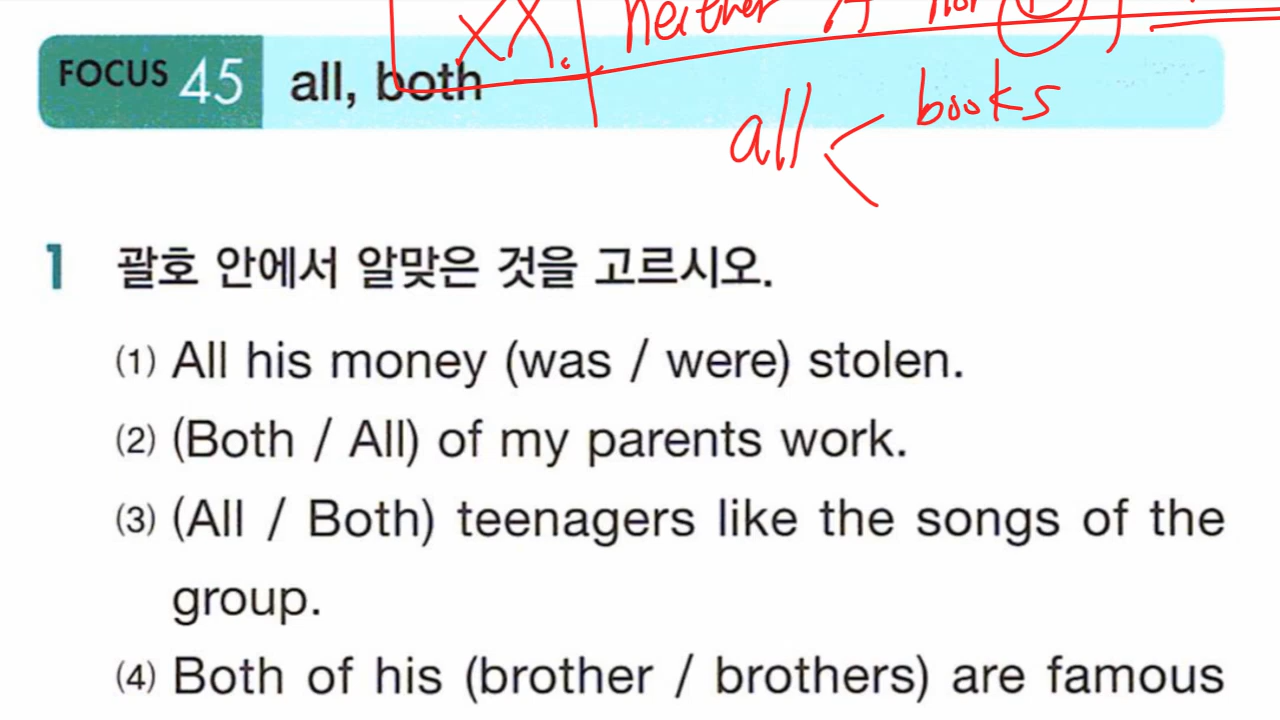 neither A nor B
XX.
FOCUS 45 all, both
all < books
1 괄호 안에서 알맞은 것을 고르시오.
(1) All his money (was / were) stolen.
(2) (Both / All) of my parents work.
(3) (All / Both) teenagers like the songs of the
group.
(4) Both of his (brother / brothers) are famous